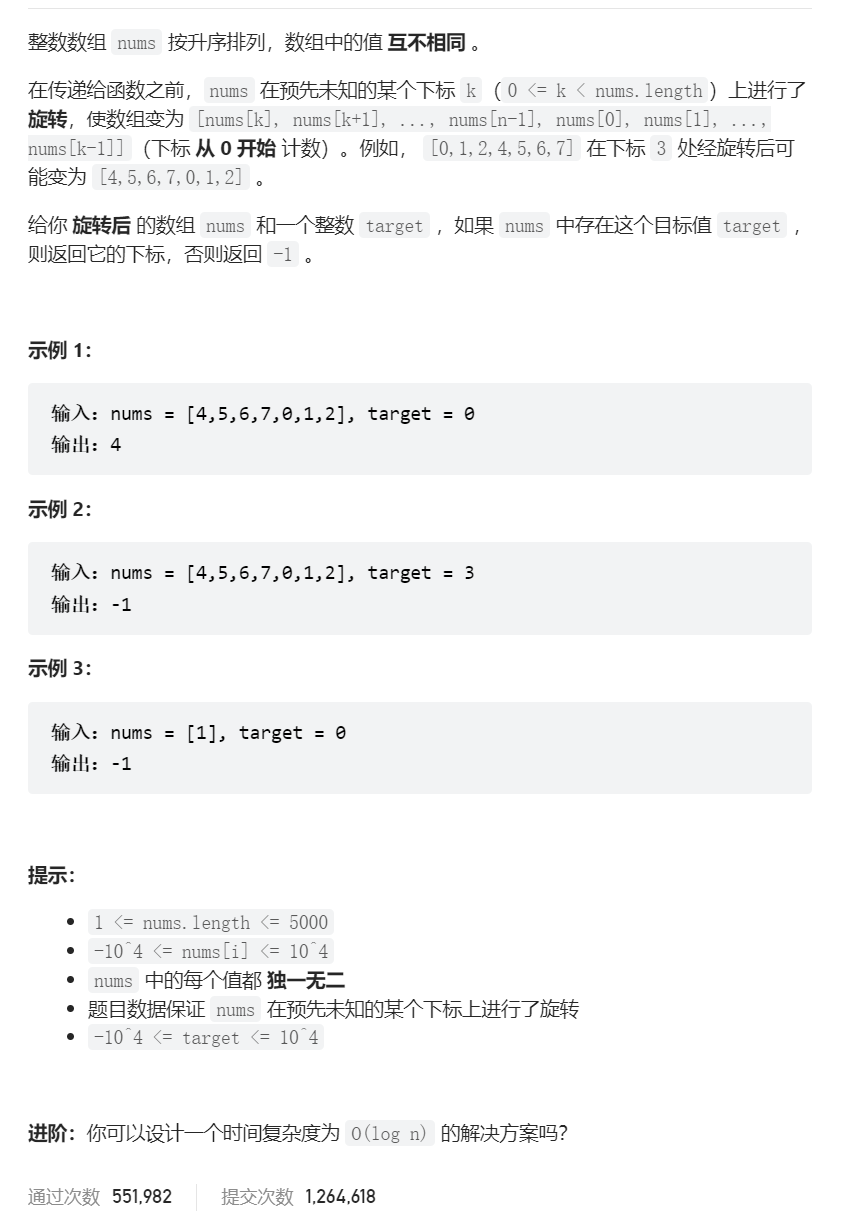 整数数组 nums 按升序排列，数组中的值 互不相同 。
在传递给函数之前，nums 在预先未知的某个下标 k（0 <= k < nums.length）上进行了
旋转，使数组变为 [nums[k], nums[k+1], ..., nums[n-1], nums[0], nums[1], ...,
nums[k-1]]（下标 从 0 开始 计数）。例如， [0,1,2,4,5,6,7] 在下标 3 处经旋转后可
能变为 [4,5,6,7,0,1,2] 。
给你 旋转后 的数组 nums 和一个整数 target ，如果 nums 中存在这个目标值 target ，
则返回它的下标，否则返回 -1 。
示例 1：
输入：nums = [4,5,6,7,0,1,2], target = 0
输出：4
示例 2：
输入：nums = [4,5,6,7,0,1,2], target = 3
输出：-1
示例 3：
输入：nums = [1], target = 0
输出：-1
提示：
• 1 <= nums.length <= 5000
• -10^4 <= nums[i] <= 10^4
• nums 中的每个值都 独一无二
• 题目数据保证 nums 在预先未知的某个下标上进行了旋转
• -10^4 <= target <= 10^4
进阶：你可以设计一个时间复杂度为 O(log n) 的解决方案吗？
通过次数 551,982 提交次数 1,264,618